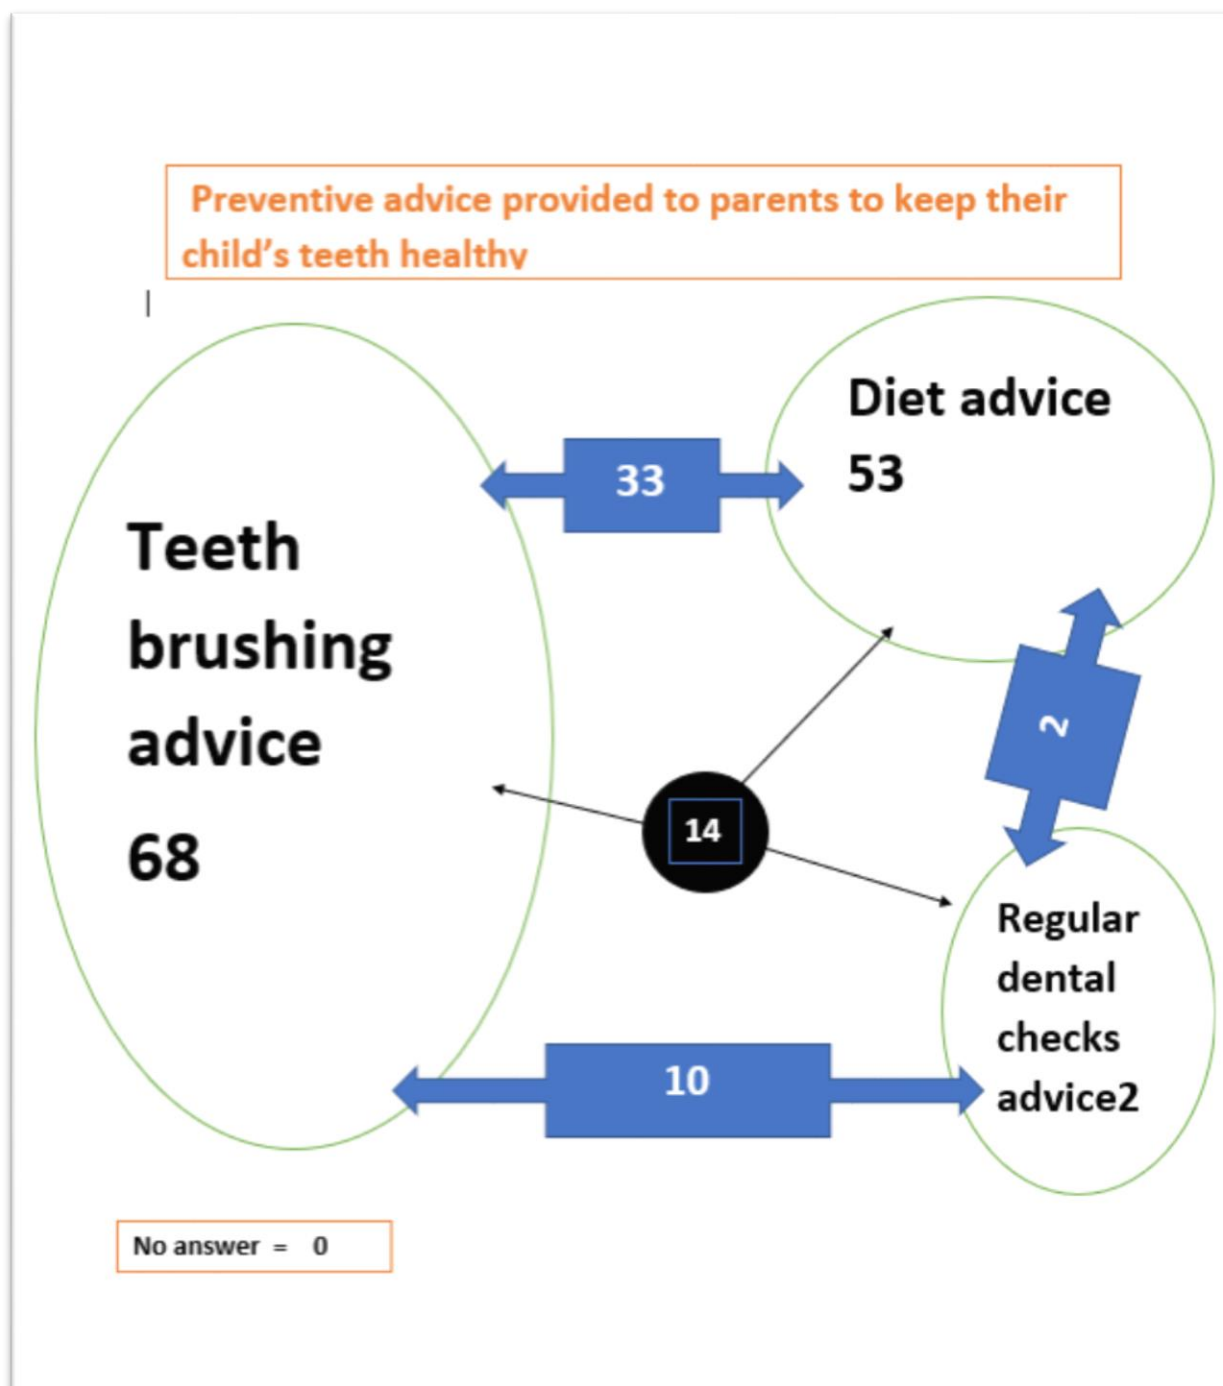 Preventive advice provided to parents to keep their
child's teeth healthy
Diet advice
53
33
Teeth
brushing
advice
68
2
14
Regular
dental
checks
advice2
10
No answer = 0